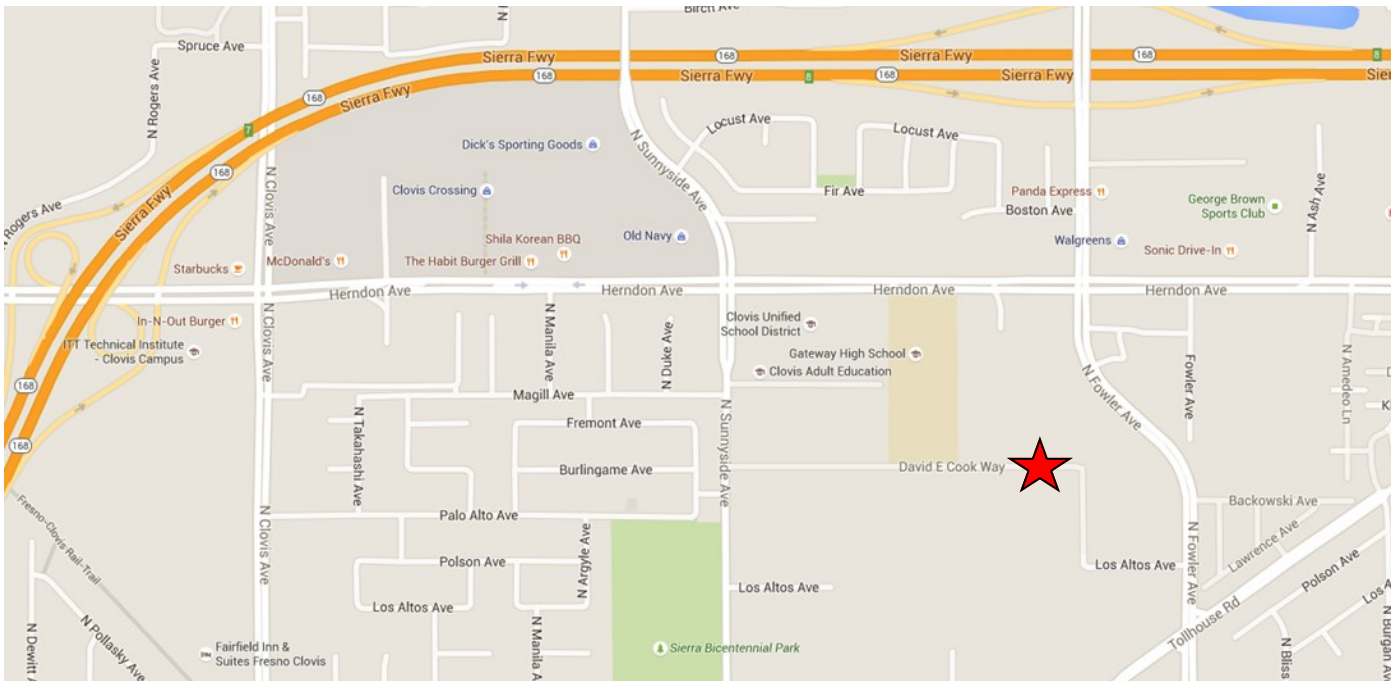 Birch Ave
N
Spruce Ave
N Rogers Ave
Sierra Fwy
168
Sierra Fwy
168
Sierra Fwy
8
168
Sierra Fwy
8
168
Sierra Fwy
168
Sierra Fwy
168
Sierra Fwy
7
168
Sierra Fwy
Locust Ave
Locust Ave
N Sunnyside Ave
Dick's Sporting Goods
Clovis Crossing
N Clovis Ave
Fir Ave
Panda Express
Boston Ave
George Brown
Sports Club
N Ash Ave
Rogers Ave
Shila Korean BBQ
Old Navy
Walgreens
Sonic Drive-In
Starbucks
McDonald's
The Habit Burger Grill
Herndon Ave
Herndon Ave
Herndon Ave
Herndon Ave
In-N-Out Burger
N Clovis Ave
N Manila Ave
N Duke Ave
Clovis Unified
School District
ITT Technical Institute
- Clovis Campus
Gateway High School
Clovis Adult Education
N Fowler Ave
Fowler Ave
N Amedeo Ln
168
Magill Ave
N Takahashi Ave
Fremont Ave
N Sunnyside Ave
K
168
Burlingame Ave
David E Cook Way
Fresno-Clovis Rail-Trail
N Clovis Ave
Palo Alto Ave
N Fowler Ave
Backowski Ave
Lawrence Ave
Polson Ave
N Argyle Ave
Los Altos Ave
Polson Ave
Los Altos Ave
Los Altos Ave
Los A
N Dewitt A
N Pollasky Ave
N Manila A
Tollhouse Rd
N Bliss
N Burgan A
Fairfield Inn &
Suites Fresno Clovis
Sierra Bicentennial Park